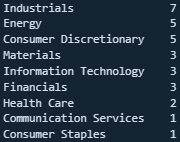 Industrials 7
Energy 5
Consumer Discretionary 5
Materials 3
Information Technology 3
Financials 3
Health Care 2
Communication Services 1
Consumer Staples 1